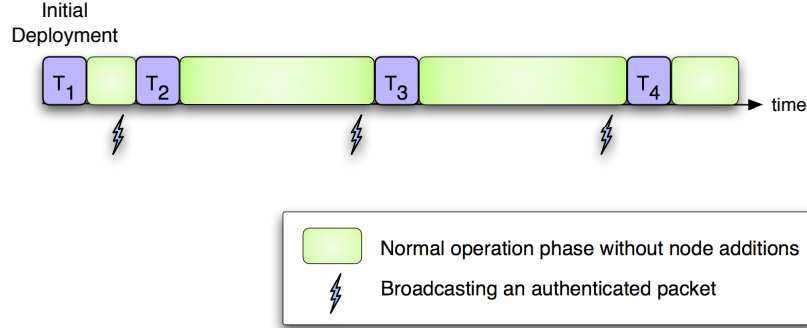 Initial
Deployment
T1 T2 T3 T4
time
Normal operation phase without node additions
Broadcasting an authenticated packet